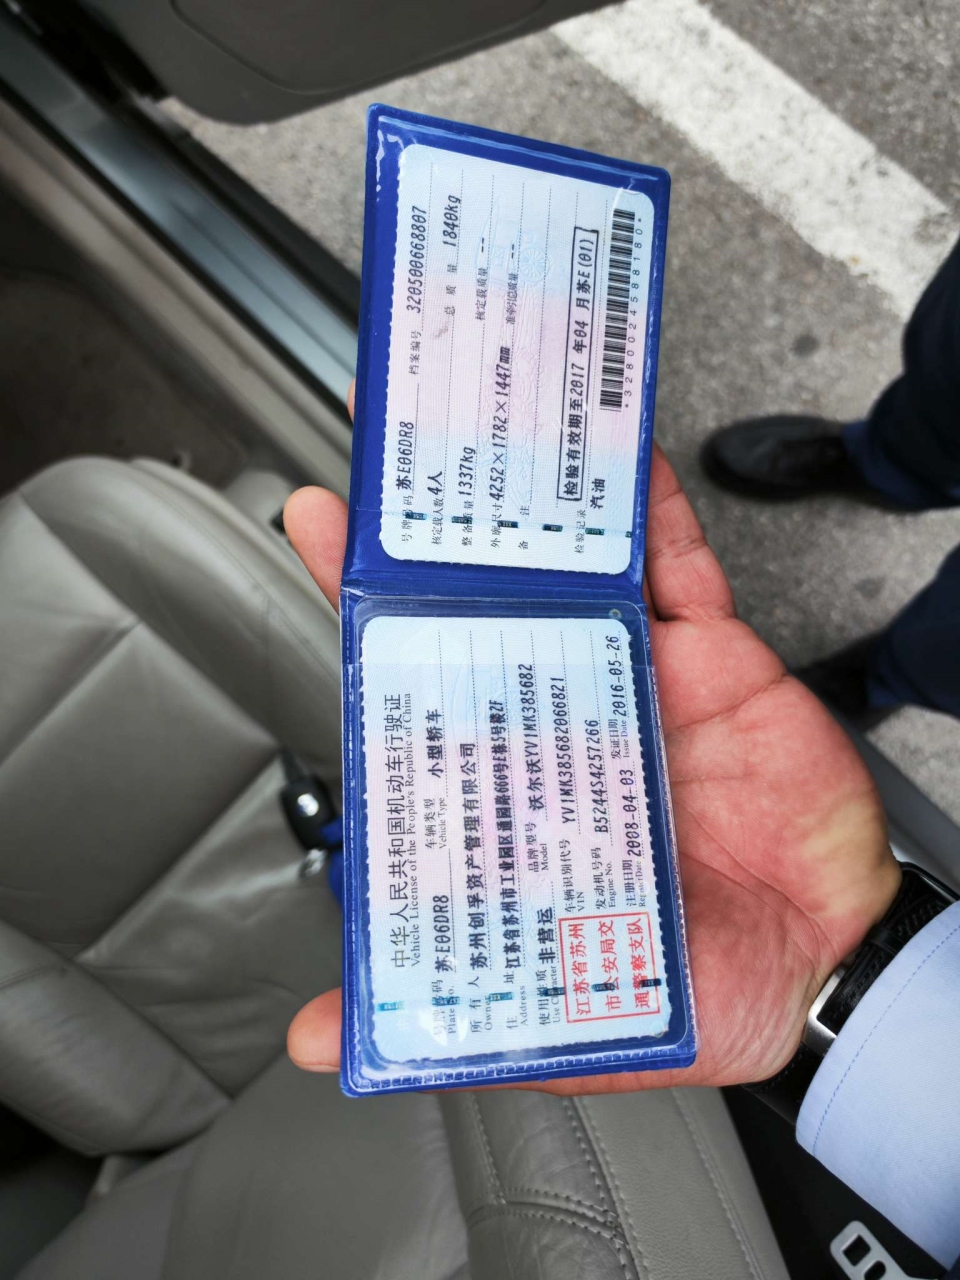 中华人民共和国机动车行驶证
Vehicle License of the People's Republic of China
号牌号码 苏E06DR8 车辆类型 小型轿车
Plate No. Vehicle Type
所有人 苏州创孚资产管理有限公司
Owner
住址 江苏省苏州市工业园区通园路666号E栋5号楼2F
Address
使用性质 非营运 品牌型号 沃尔沃YV1MK385682
Use Character Model
江苏省苏州
市公安局交
通警察支队
车辆识别代号 YV1MK385682066821
VIN
发动机号码 B5244S4257266
Engine No.
注册日期 2008-04-03 发证日期 2016-05-26
Register Date Issue Date
号牌号码 苏E06DR8 档案编号 320500668807
核定载人数 4人 总质量 1840kg
整备质量 1337kg 核定载质量 --
外廓尺寸 4252×1782×1447mm 准牵引总质量 --
备注
检验有效期至2017年04月苏E(01)
检验记录 汽油
*3280024588180*